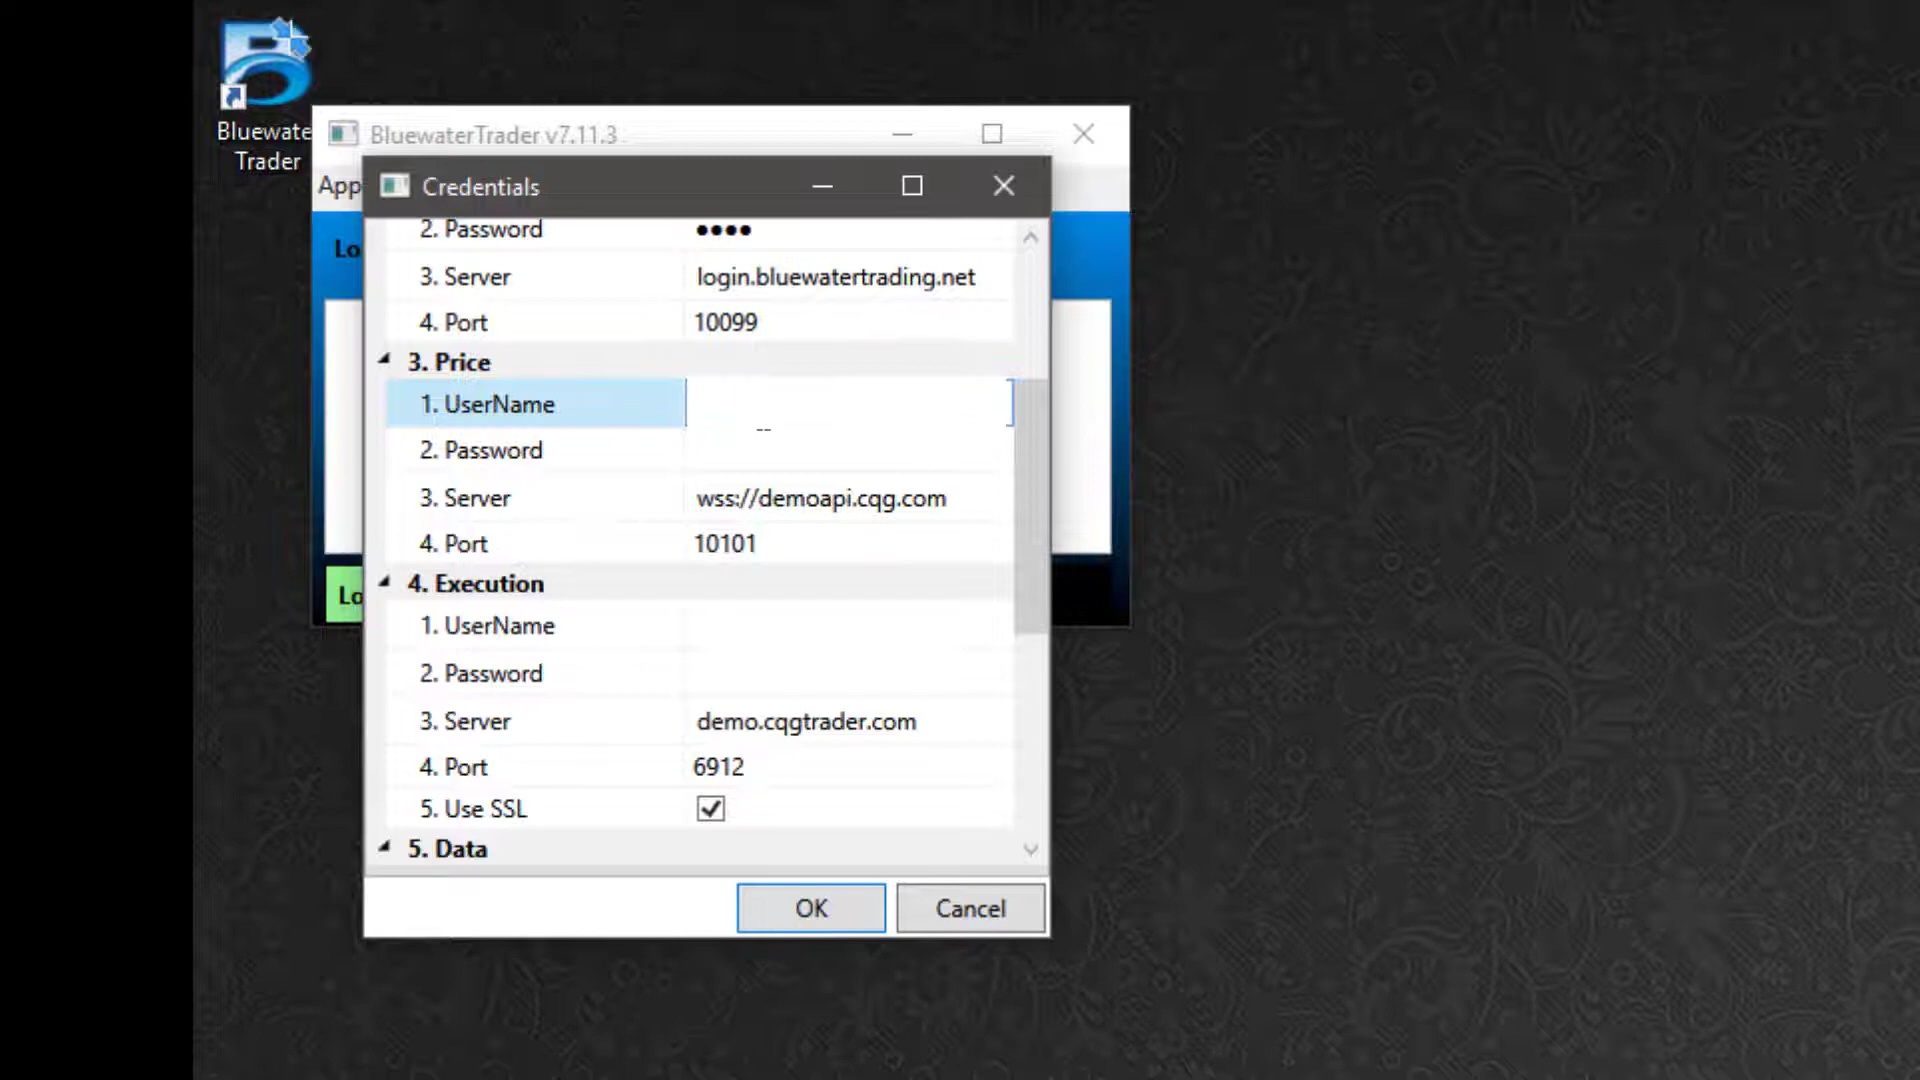 Bluewate
Trader
BluewaterTrader v7.11.3
App
Credentials
Lo
2. Password ●●●●
3. Server login.bluewatertrading.net
4. Port 10099
3. Price
1. UserName
2. Password
3. Server wss://demoapi.cqg.com
4. Port 10101
4. Execution
Lo
1. UserName
2. Password
3. Server demo.cqgtrader.com
4. Port 6912
5. Use SSL
5. Data
OK Cancel